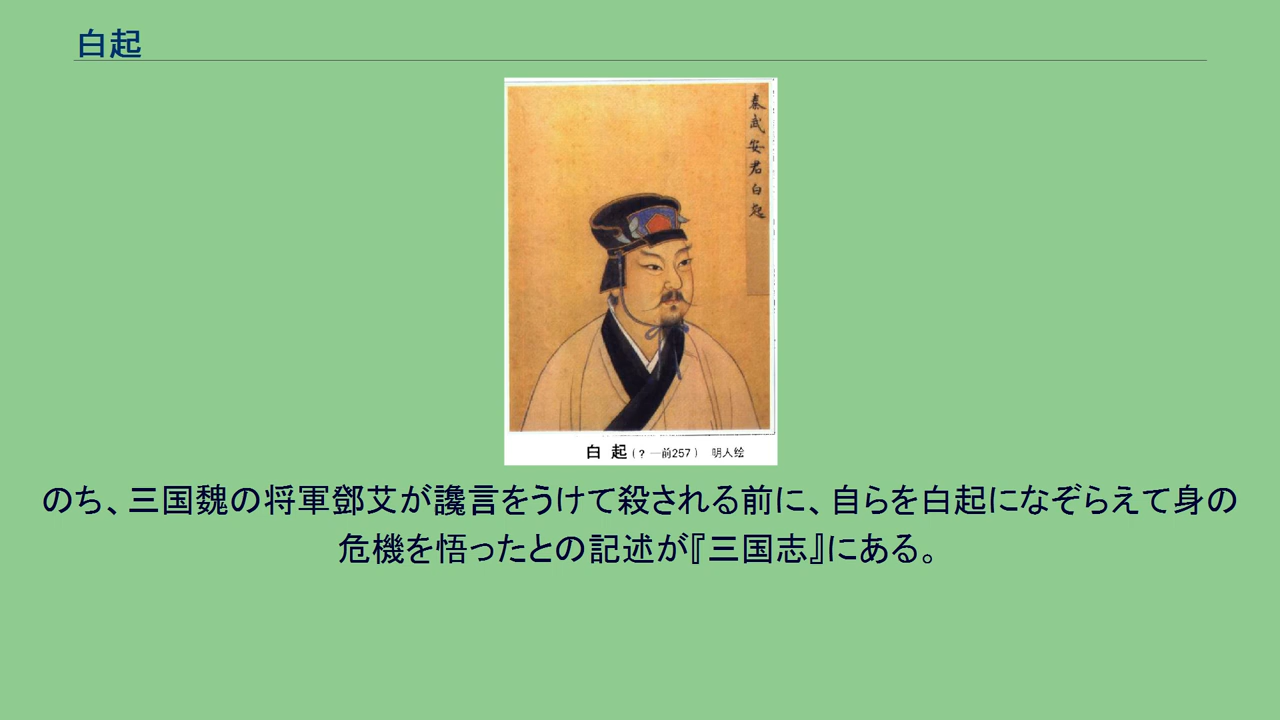 白起
秦武安君白起
白 起(？—前257) 明人绘
のち、三国魏の将軍鄧艾が讒言をうけて殺される前に、自らを白起になぞらえて身の
危機を悟ったとの記述が『三国志』にある。